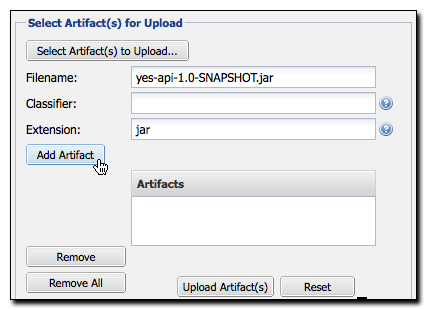 Select Artifact(s) for Upload
Select Artifact(s) to Upload...
Filename: yes-api-1.0-SNAPSHOT.jar
Classifier:
Extension: jar
Add Artifact
Artifacts
Remove
Remove All
Upload Artifact(s) Reset